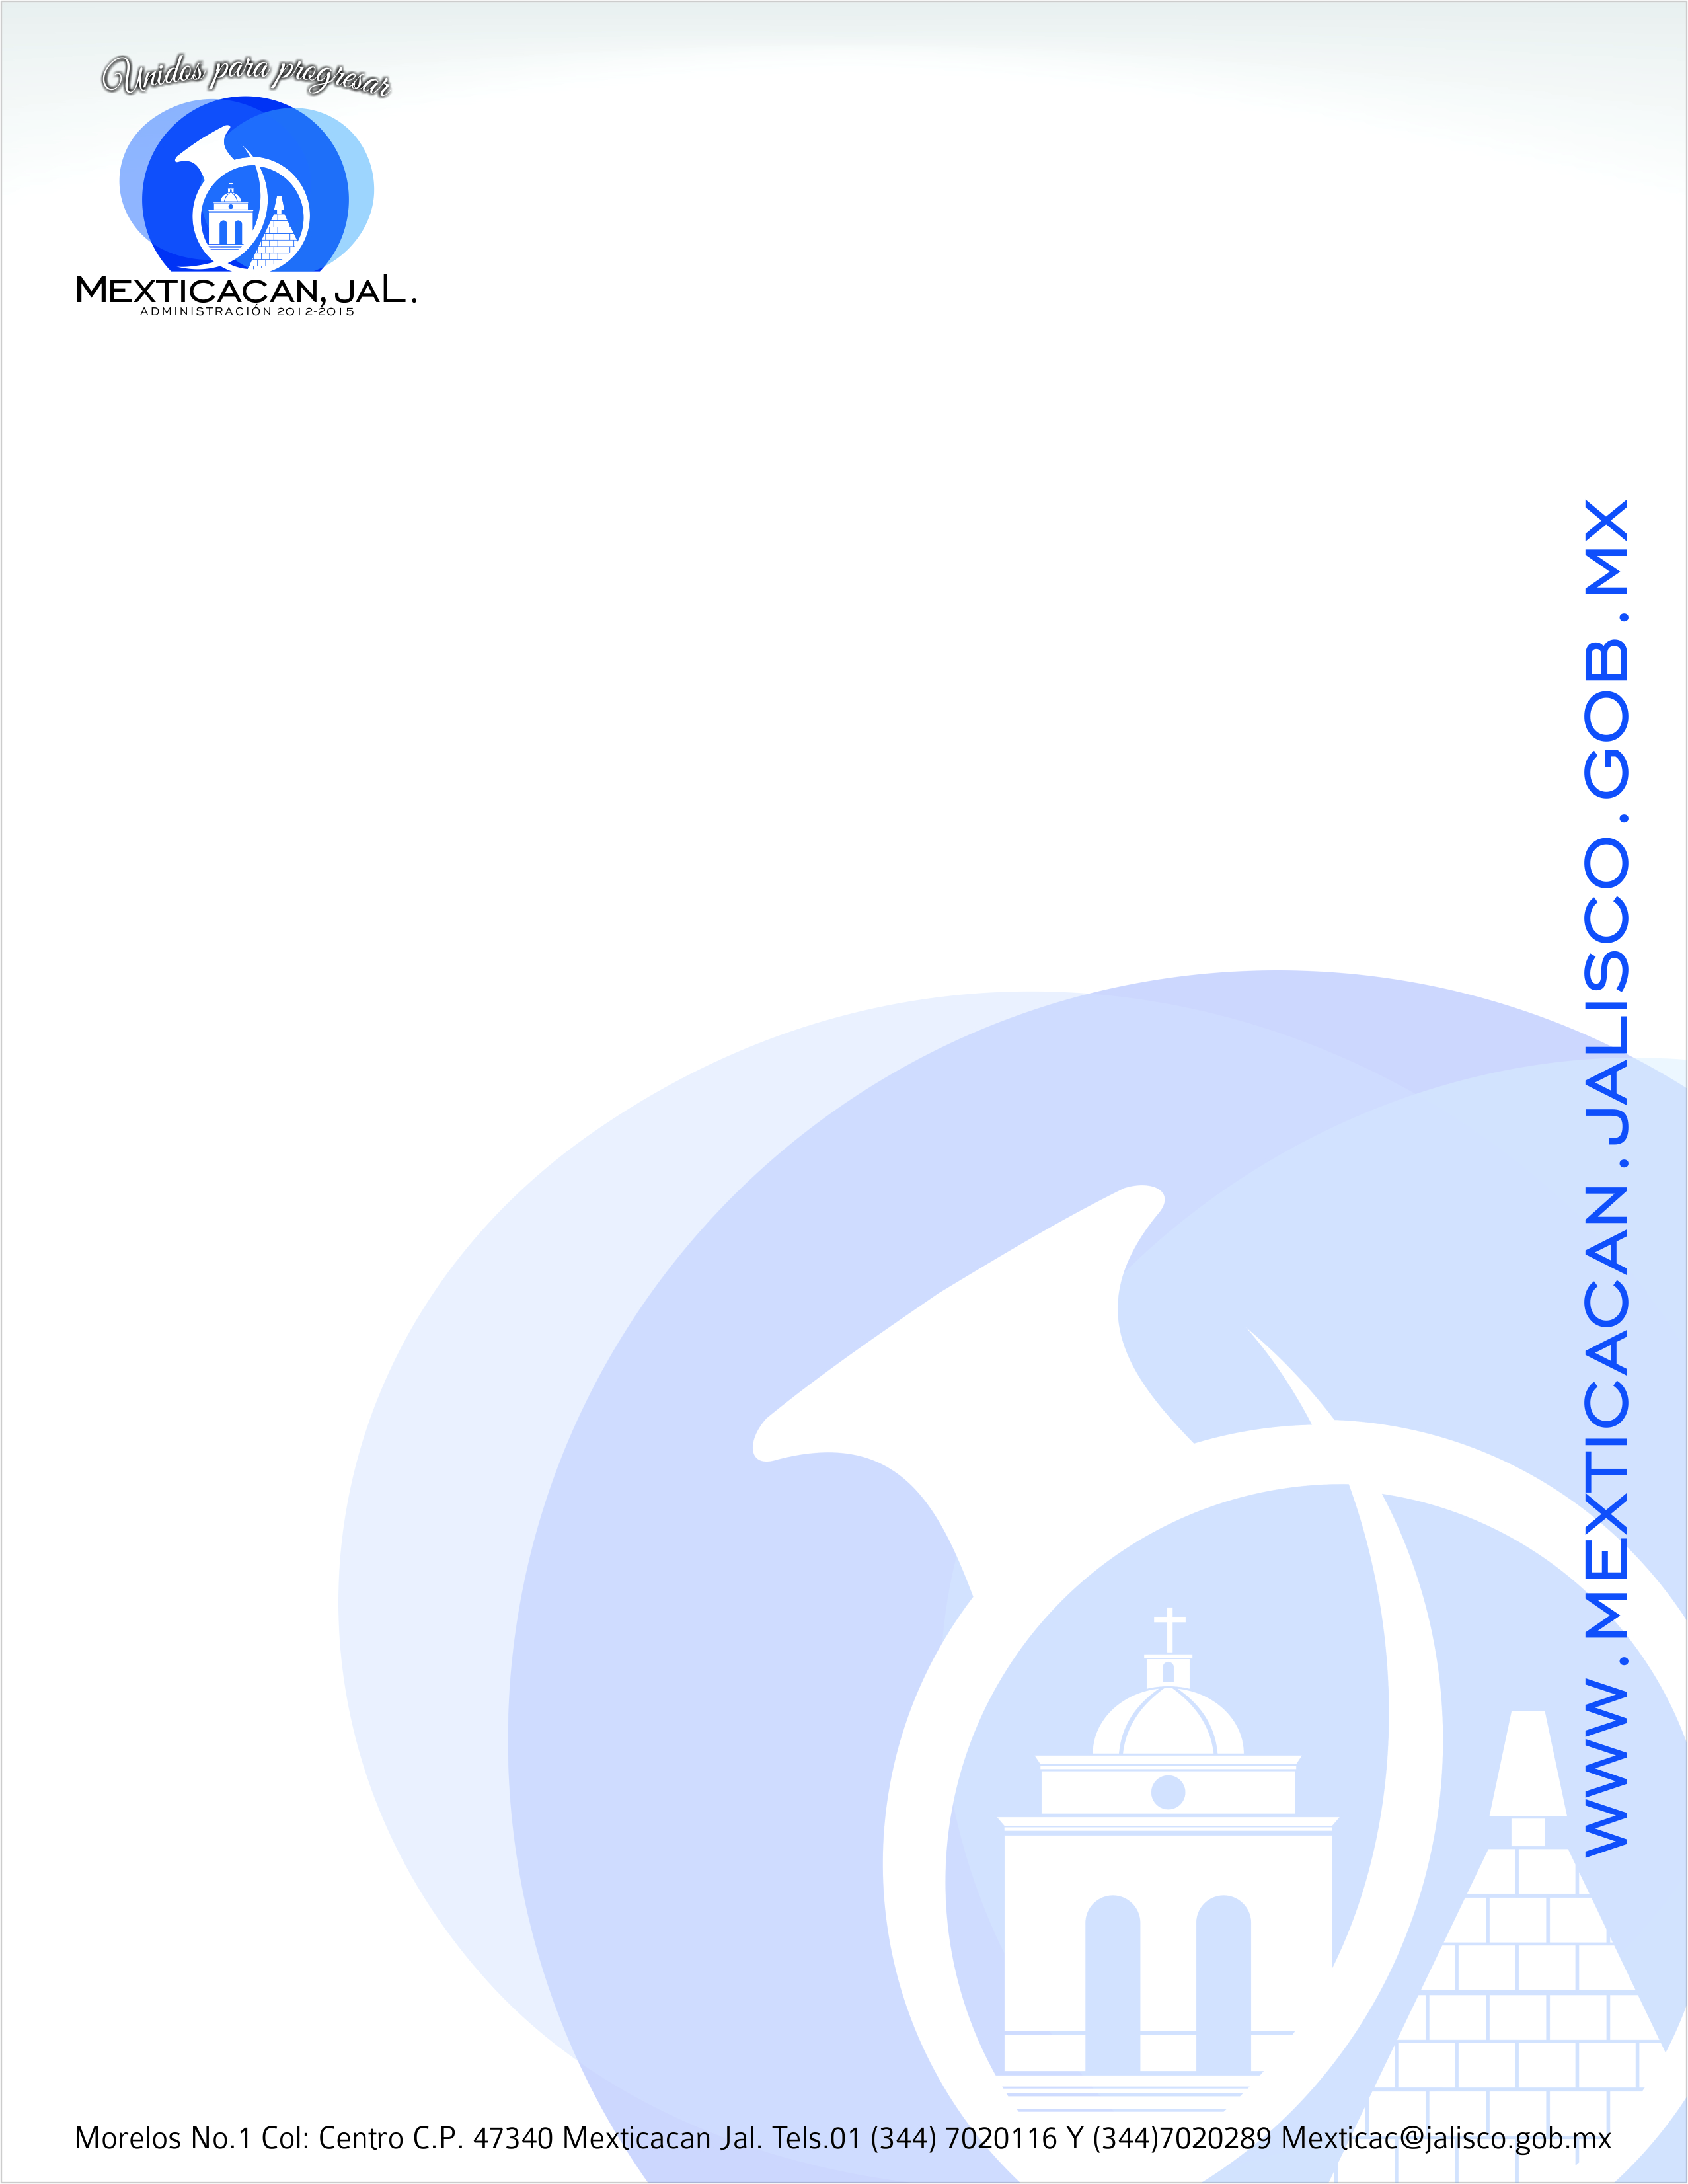 Unidos para progresar
MEXTICACAN, JAL.
ADMINISTRACIÓN 2012-2015
WWW.MEXTICACAN.JALISCO.GOB.MX
Morelos No.1 Col: Centro C.P. 47340 Mexticacan Jal. Tels.01 (344) 7020116 Y (344)7020289 Mexticac@jalisco.gob.mx